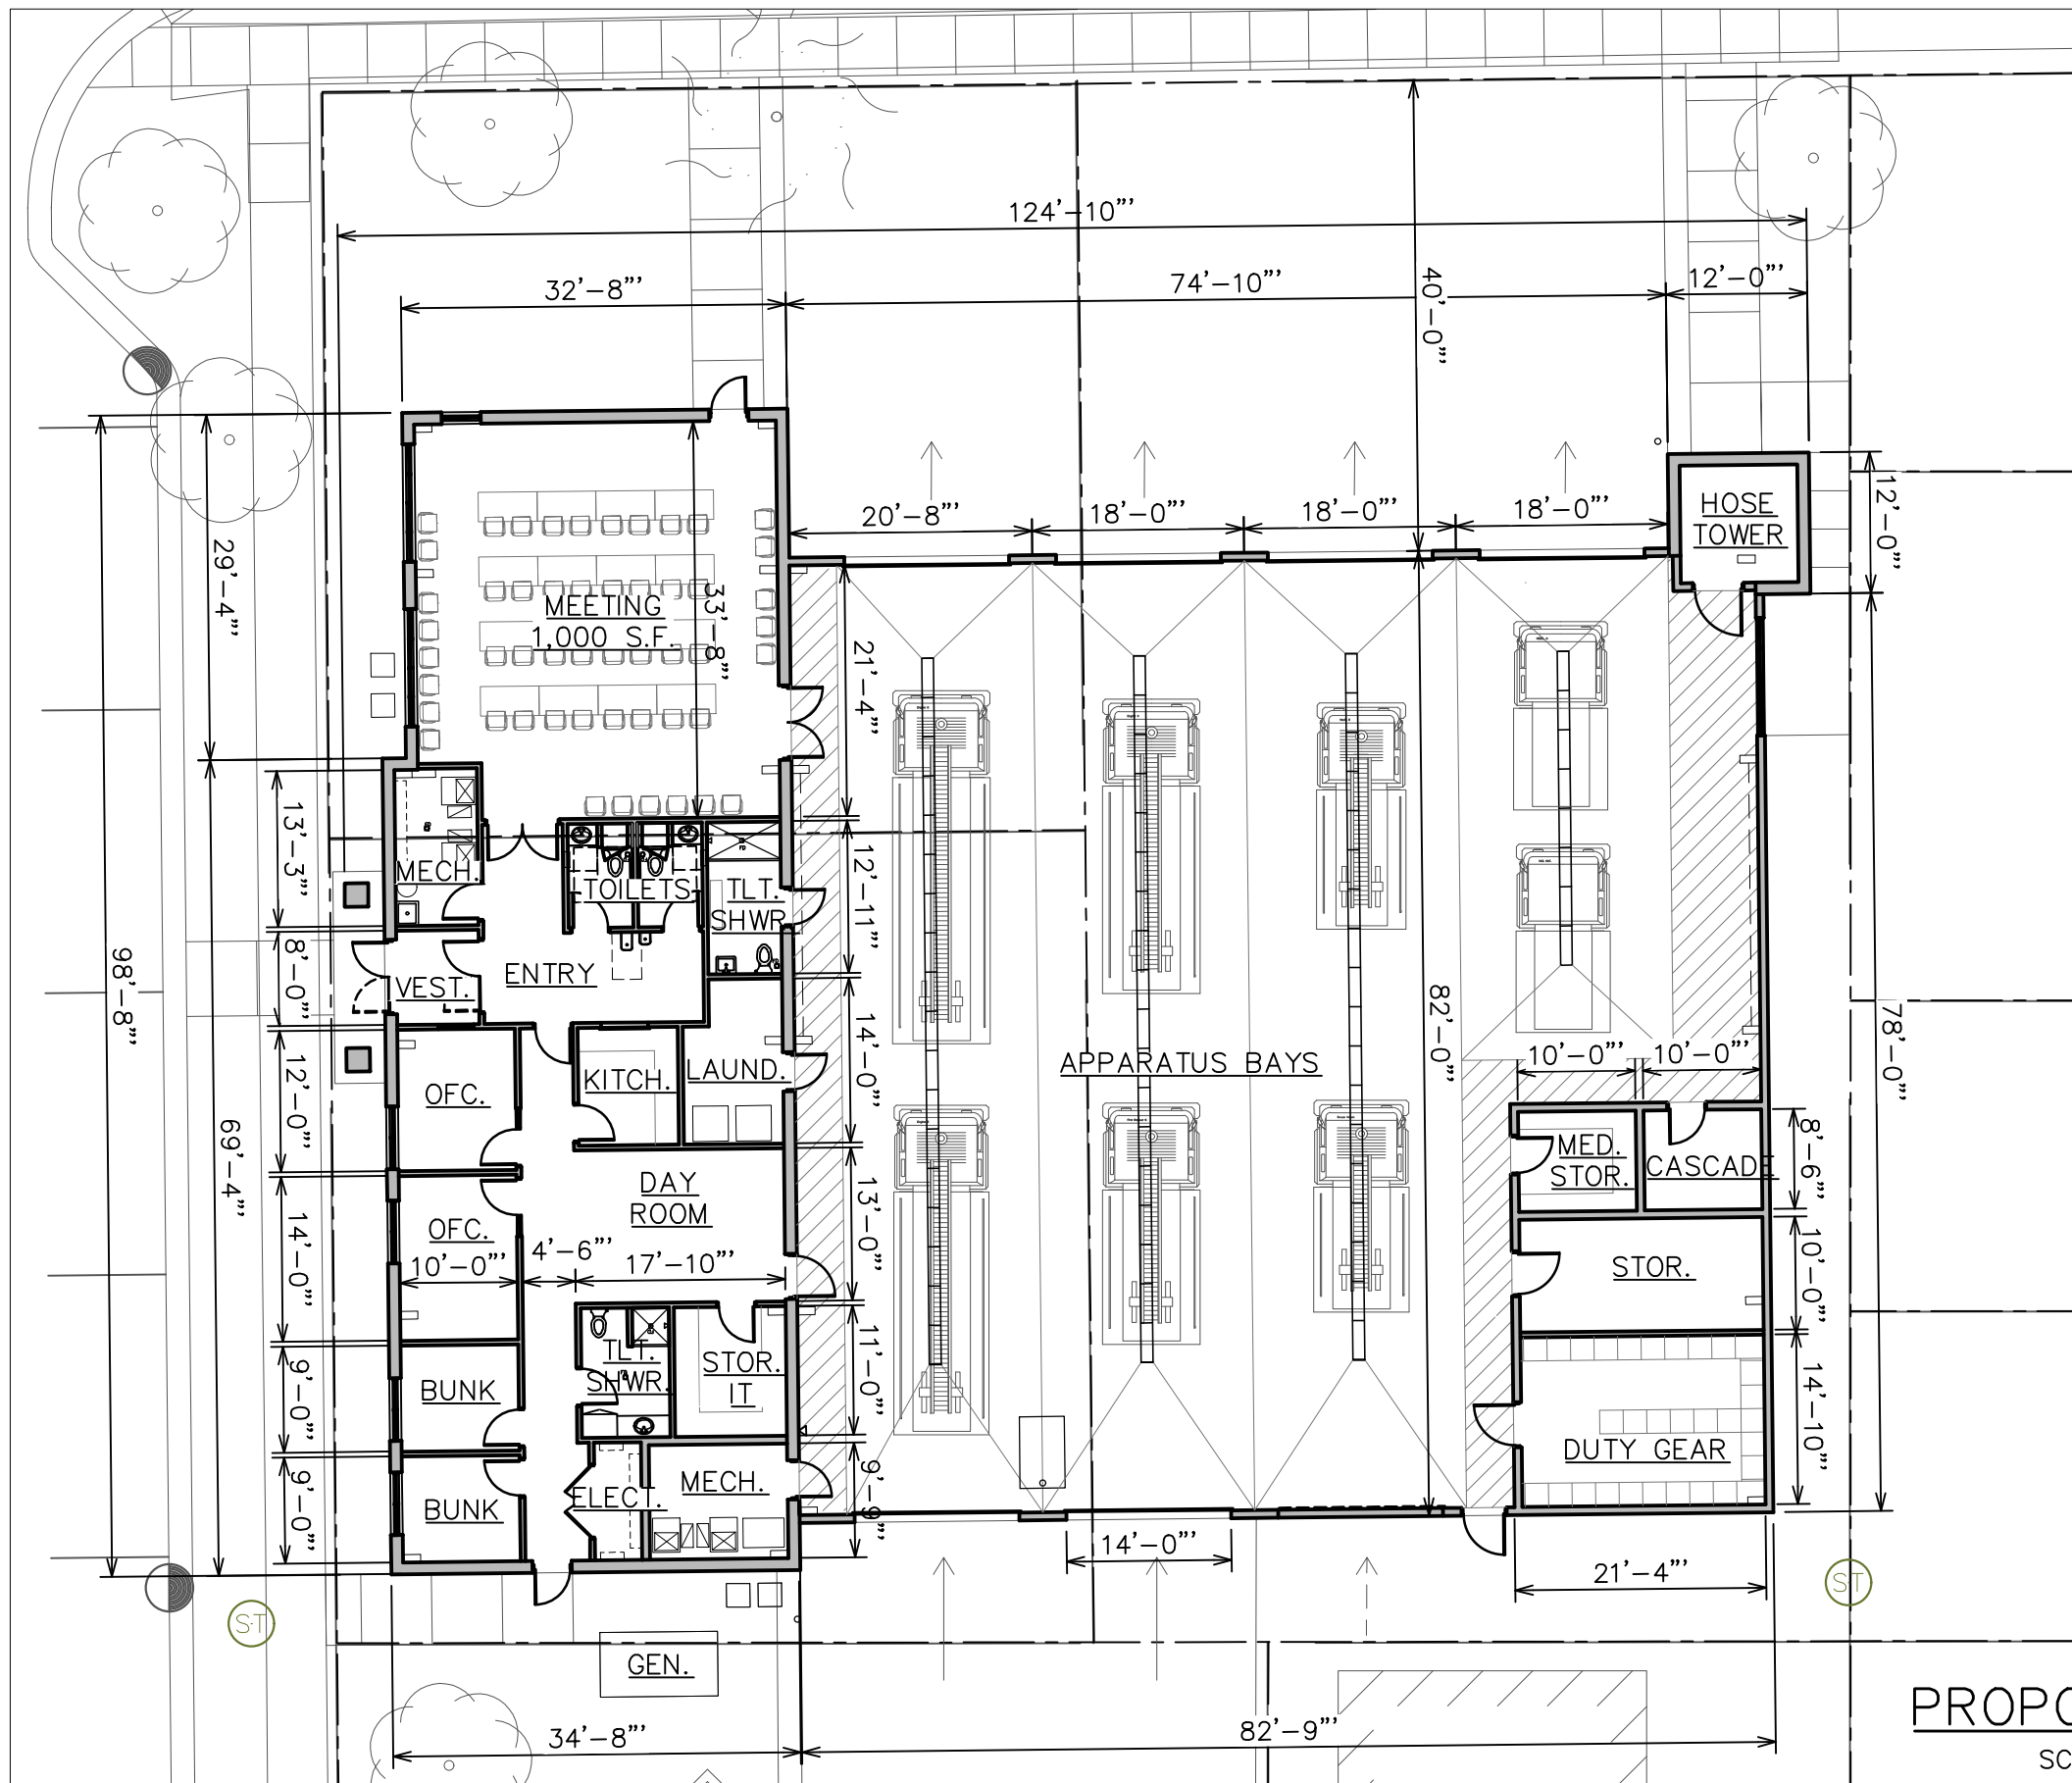 124'-10"'
32'-8"'
74'-10"'
12'-0"'
40'-0"'
20'-8"'
18'-0"'
18'-0"'
18'-0"'
HOSE
TOWER
12'-0"'
29'-4"'
MEETING
1,000 S.F.
33'-8"'
21'-4"'
13'-3"'
MECH.
TOILETS
TLT.
SHWR
12'-11"'
98'-8"'
8'-0"'
VEST.
ENTRY
82'-0"'
78'-0"'
14'-0"'
12'-0"'
OFC.
KITCH.
LAUND.
APPARATUS BAYS
10'-0"'
10'-0"'
69'-4"'
MED.
STOR.
CASCADE
8'-6"'
DAY
ROOM
13'-0"'
14'-0"'
OFC.
10'-0"'
4'-6"'
17'-10"'
STOR.
10'-0"'
9'-0"'
BUNK
TLT.
SHWR.
STOR.
IT
11'-0"'
14'-10"'
DUTY GEAR
9'-0"'
BUNK
ELECT.
MECH.
9'-9"'
14'-0"'
21'-4"'
ST
ST
GEN.
34'-8"'
82'-9"'
PROPO
SC